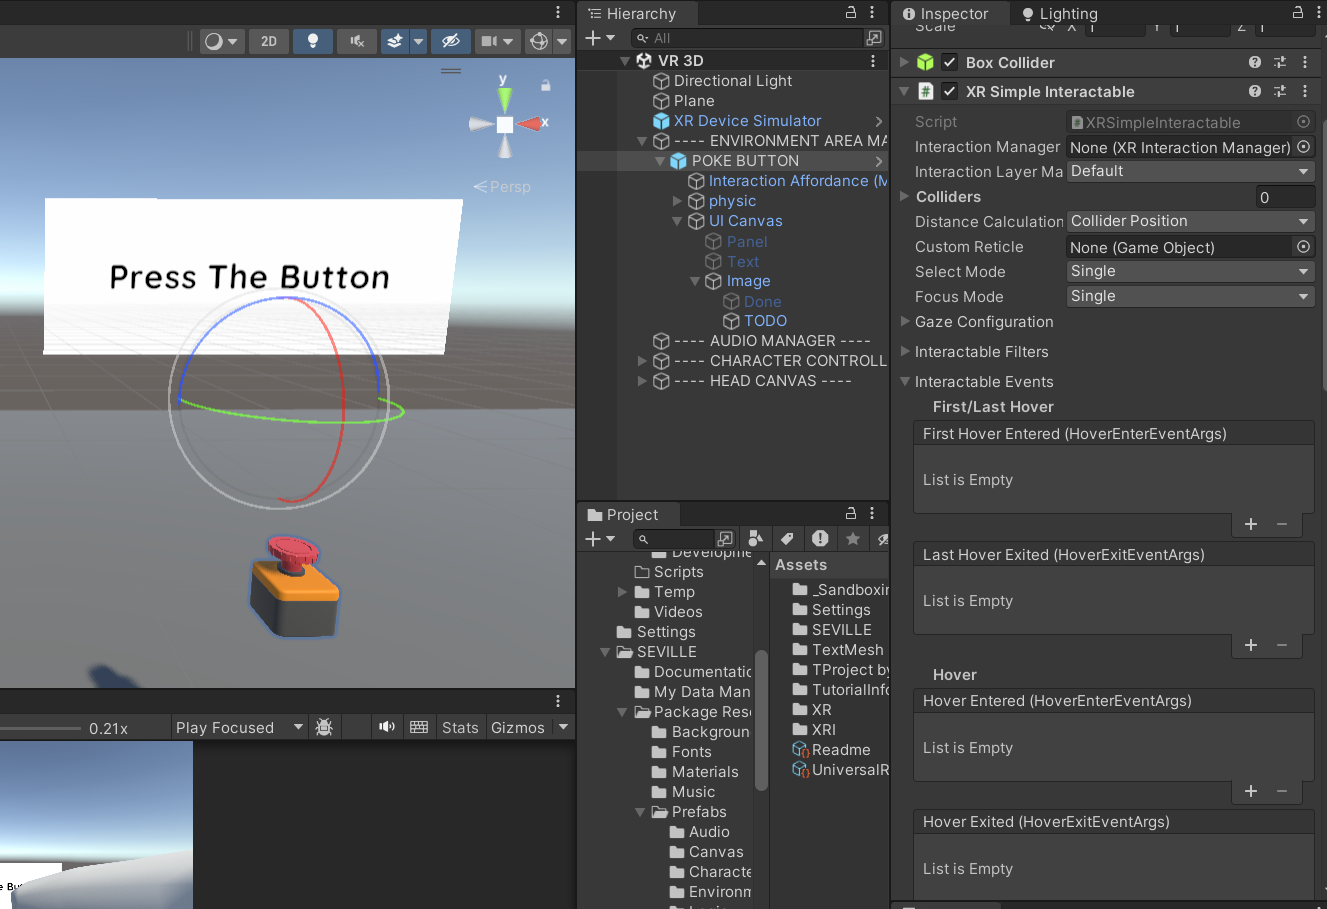 2D
y
x
Persp
Press The Button
0.21x
Play Focused
Stats
Gizmos
Hierarchy
All
VR 3D
Directional Light
Plane
XR Device Simulator
---- ENVIRONMENT AREA MA
POKE BUTTON
Interaction Affordance (M
physic
UI Canvas
Panel
Text
Image
Done
TODO
---- AUDIO MANAGER ----
---- CHARACTER CONTROLL
---- HEAD CANVAS ----
Project
Developme
Scripts
Temp
Videos
Settings
SEVILLE
Documentatic
My Data Man
Package Res
Backgroun
Fonts
Materials
Music
Prefabs
Audio
Canvas
Characte
Environm
Assets
_Sandboxin
Settings
SEVILLE
TextMesh
TProject by
TutorialInfo
XR
XRI
Readme
UniversalR
Inspector
Lighting
Scale X 1 Y 1 Z 1
Box Collider
XR Simple Interactable
Script XRSimpleInteractable
Interaction Manager None (XR Interaction Manager)
Interaction Layer Ma Default
Colliders 0
Distance Calculation Collider Position
Custom Reticle None (Game Object)
Select Mode Single
Focus Mode Single
Gaze Configuration
Interactable Filters
Interactable Events
First/Last Hover
First Hover Entered (HoverEnterEventArgs)
List is Empty
+ −
Last Hover Exited (HoverExitEventArgs)
List is Empty
+ −
Hover
Hover Entered (HoverEnterEventArgs)
List is Empty
+ −
Hover Exited (HoverExitEventArgs)
List is Empty